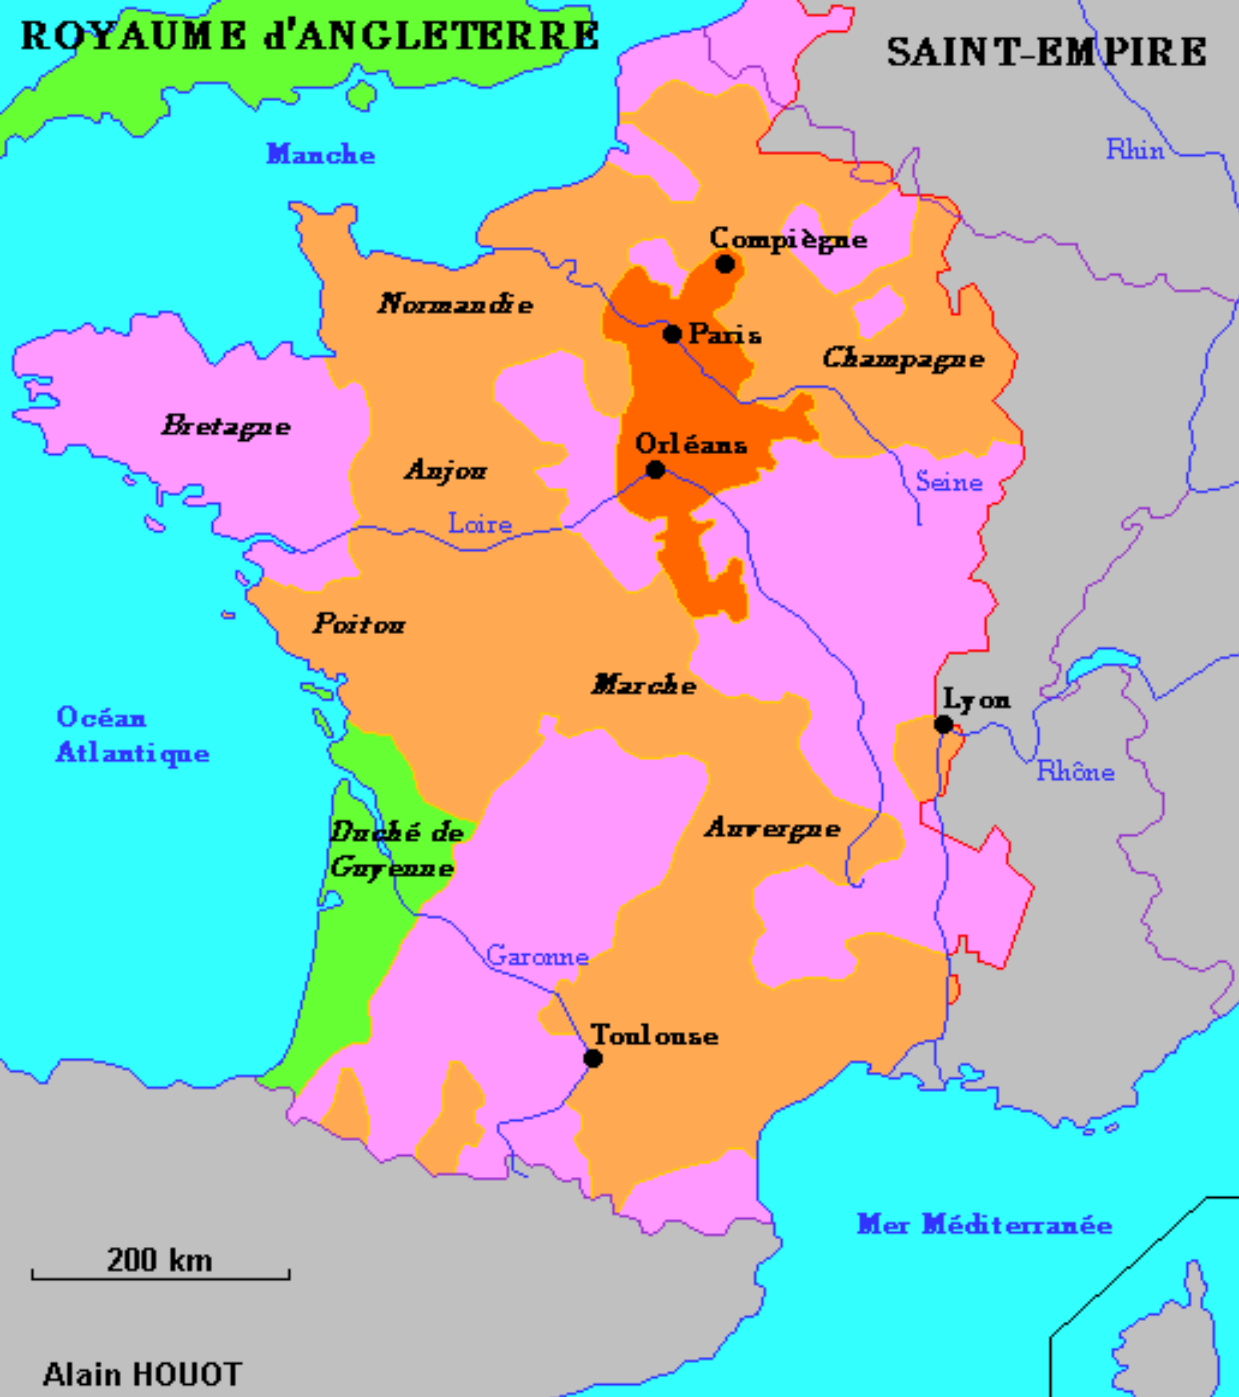 ROYAUME d'ANGLETERRE
SAINT-EMPIRE
Manche
Rhin
Compiègne
Normandie
Paris
Champagne
Bretagne
Orléans
Anjou
Seine
Loire
Poitou
Marche
Lyon
Océan
Atlantique
Rhône
Duché de
Guyenne
Auvergne
Garonne
Toulouse
Mer Méditerranée
200 km
Alain HOUOT